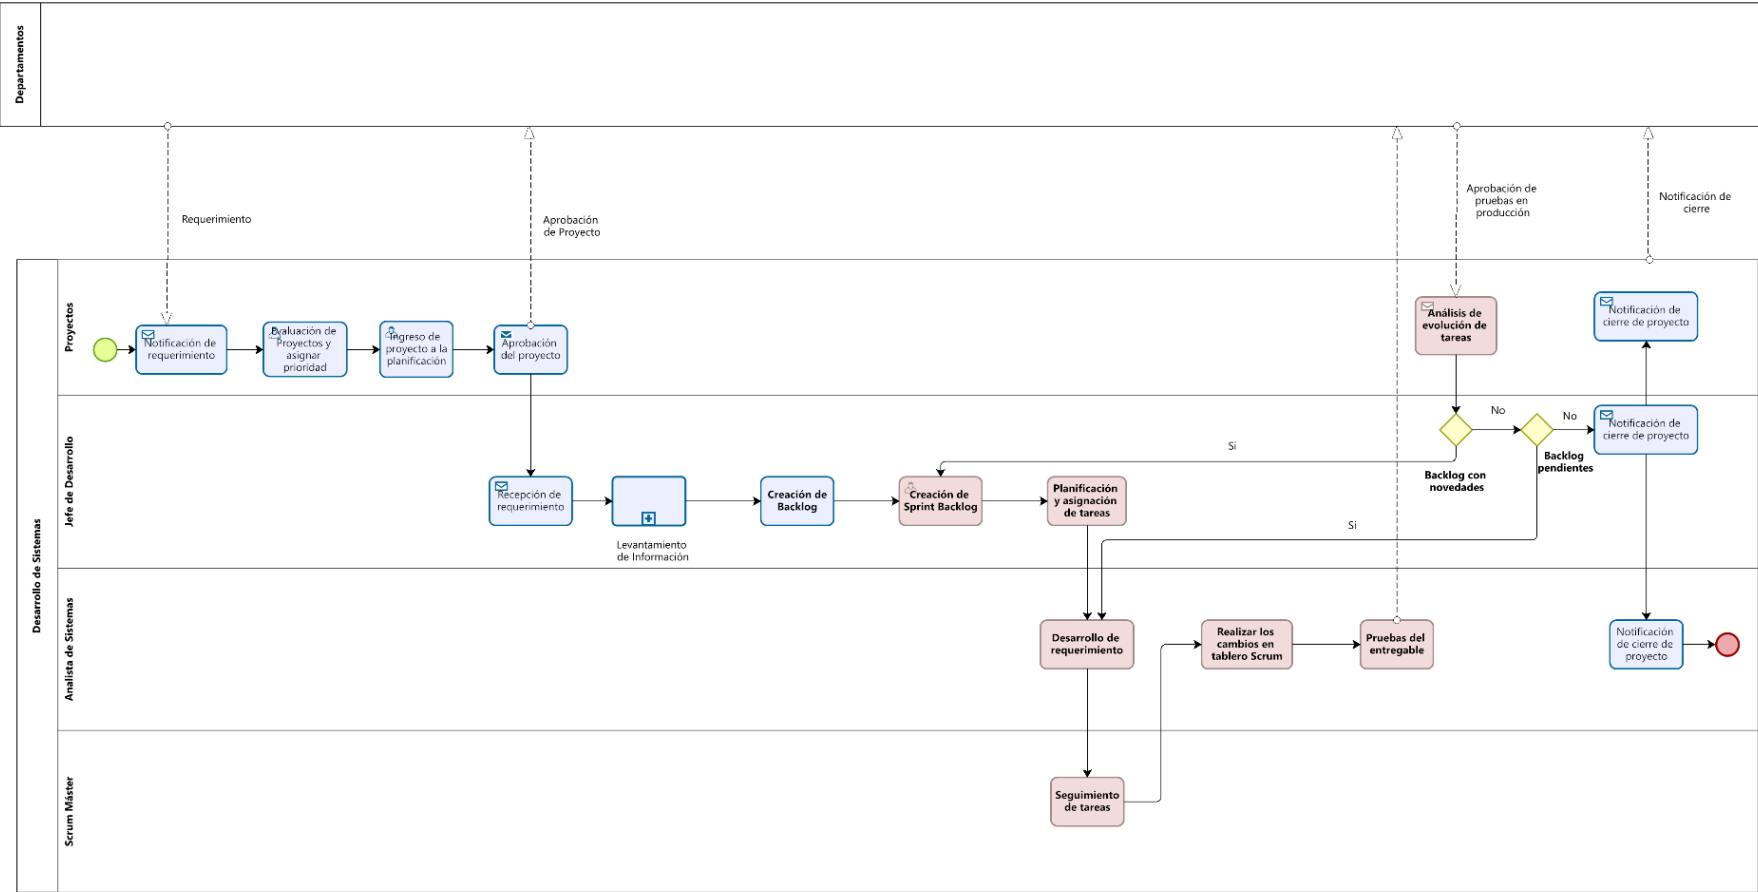 Departamentos
Requerimiento
Aprobación
de Proyecto
Aprobación de
pruebas en
producción
Notificación de
cierre
Desarrollo de Sistemas
Proyectos
Notificación de
requerimiento
Evaluación de
Proyectos y
asignar
prioridad
Ingreso de
proyecto a la
planificación
Aprobación
del proyecto
Análisis de
evolución de
tareas
Notificación de
cierre de proyecto
Jefe de Desarrollo
Recepción de
requerimiento
Levantamiento
de Información
Creación de
Backlog
Creación de
Sprint Backlog
Planificación
y asignación
de tareas
Si
No
Backlog con
novedades
No
Backlog
pendientes
Si
Notificación de
cierre de proyecto
Analista de Sistemas
Desarrollo de
requerimiento
Realizar los
cambios en
tablero Scrum
Pruebas del
entregable
Notificación
de cierre de
proyecto
Scrum Máster
Seguimiento
de tareas